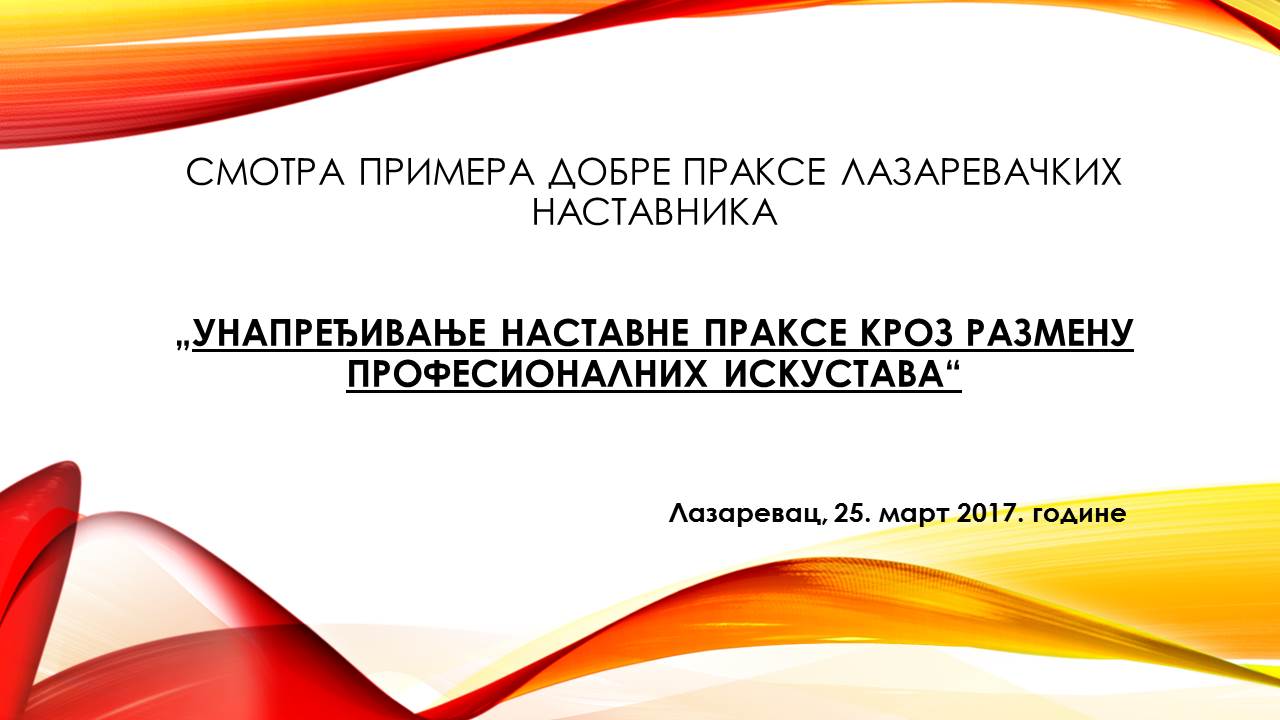 СМОТРА ПРИМЕРА ДОБРЕ ПРАКСЕ ЛАЗАРЕВАЧКИХ
НАСТАВНИКА
„УНАПРЕЂИВАЊЕ НАСТАВНЕ ПРАКСЕ КРОЗ РАЗМЕНУ
ПРОФЕСИОНАЛНИХ ИСКУСТАВА“
Лазаревац, 25. март 2017. године